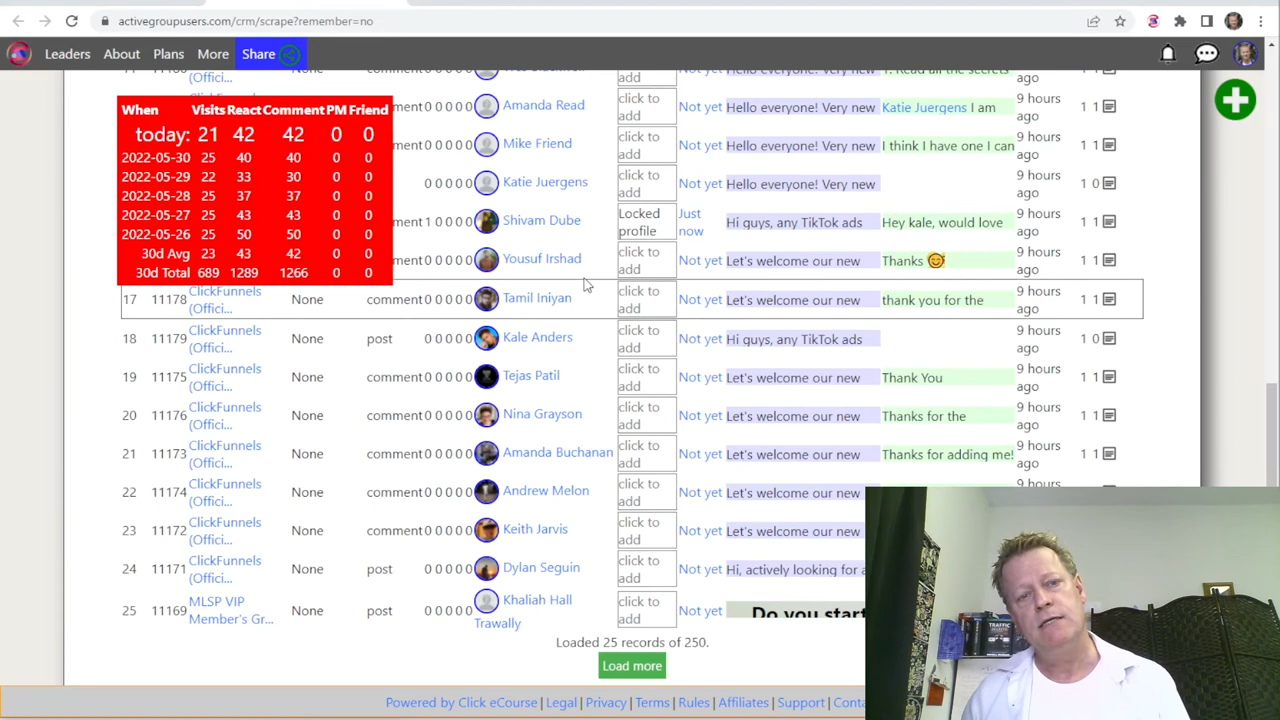 activegroupusers.com/crm/scrape?remember=no
Leaders About Plans More Share
(Offici... add ago
When Visits React Comment PM Friend
today: 21 42 42 0 0
2022-05-30 25 40 40 0 0
2022-05-29 22 33 30 0 0
2022-05-28 25 37 37 0 0
2022-05-27 25 43 43 0 0
2022-05-26 25 50 50 0 0
30d Avg 23 43 42 0 0
30d Total 689 1289 1266 0 0
comment 0 0 0 0 0 Amanda Read click to add Not yet Hello everyone! Very new Katie Juergens I am 9 hours ago 1 1
0 0 0 0 0 Mike Friend click to add Not yet Hello everyone! Very new I think I have one I can 9 hours ago 1 1
0 0 0 0 0 Katie Juergens click to add Not yet Hello everyone! Very new 9 hours ago 1 0
1 0 0 0 0 Shivam Dube Locked profile Just now Hi guys, any TikTok ads Hey kale, would love 9 hours ago 1 1
0 0 0 0 0 Yousuf Irshad click to add Not yet Let's welcome our new Thanks 9 hours ago 1 1
17 11178 ClickFunnels (Offici... None comment 0 0 0 0 0 Tamil Iniyan click to add Not yet Let's welcome our new thank you for the 9 hours ago 1 1
18 11179 ClickFunnels (Offici... None post 0 0 0 0 0 Kale Anders click to add Not yet Hi guys, any TikTok ads 9 hours ago 1 0
19 11175 ClickFunnels (Offici... None comment 0 0 0 0 0 Tejas Patil click to add Not yet Let's welcome our new Thank You 9 hours ago 1 1
20 11176 ClickFunnels (Offici... None comment 0 0 0 0 0 Nina Grayson click to add Not yet Let's welcome our new Thanks for the 9 hours ago 1 1
21 11173 ClickFunnels (Offici... None comment 0 0 0 0 0 Amanda Buchanan click to add Not yet Let's welcome our new Thanks for adding me! 9 hours ago 1 1
22 11174 ClickFunnels (Offici... None comment 0 0 0 0 0 Andrew Melon click to add Not yet Let's welcome our new
23 11172 ClickFunnels (Offici... None comment 0 0 0 0 0 Keith Jarvis click to add Not yet Let's welcome our new
24 11171 ClickFunnels (Offici... None post 0 0 0 0 0 Dylan Seguin click to add Not yet Hi, actively looking for a
25 11169 MLSP VIP Member's Gr... None post 0 0 0 0 0 Khaliah Hall Trawally click to add Not yet Do you start
Loaded 25 records of 250.
Load more
Powered by Click eCourse | Legal | Privacy | Terms | Rules | Affiliates | Support |
TRAFFIC